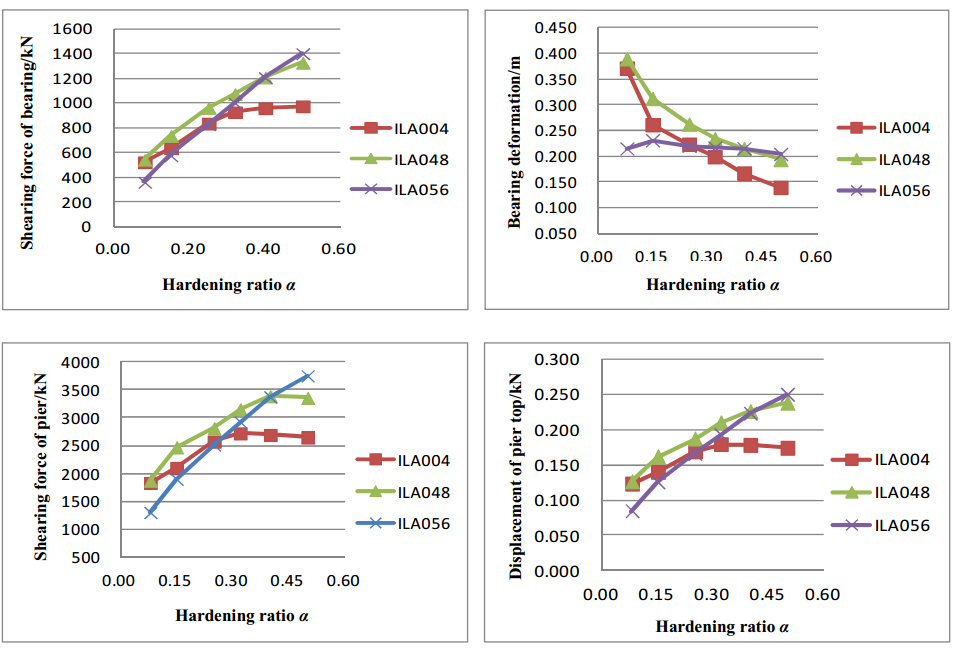 Shearing force of bearing/kN
1600
1400
1200
1000
800
600
400
200
0
0.00 0.20 0.40 0.60
Hardening ratio α
ILA004
ILA048
ILA056
Bearing deformation/m
0.450
0.400
0.350
0.300
0.250
0.200
0.150
0.100
0.050
0.00 0.15 0.30 0.45 0.60
Hardening ratio α
ILA004
ILA048
ILA056
Shearing force of pier/kN
4000
3500
3000
2500
2000
1500
1000
500
0.00 0.15 0.30 0.45 0.60
Hardening ratio α
ILA004
ILA048
ILA056
Displacement of pier top/kN
0.300
0.250
0.200
0.150
0.100
0.050
0.000
0.00 0.15 0.30 0.45 0.60
Hardening ratio α
ILA004
ILA048
ILA056